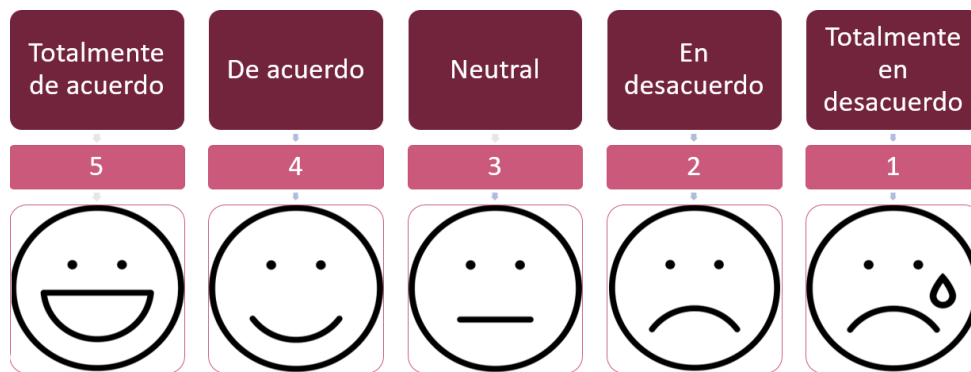 Totalmente
de acuerdo
De acuerdo
Neutral
En
desacuerdo
Totalmente
en
desacuerdo
5
4
3
2
1